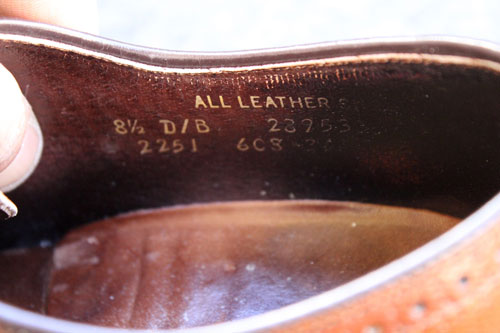 ALL LEATHER
8½ D/B 23753
2251 608